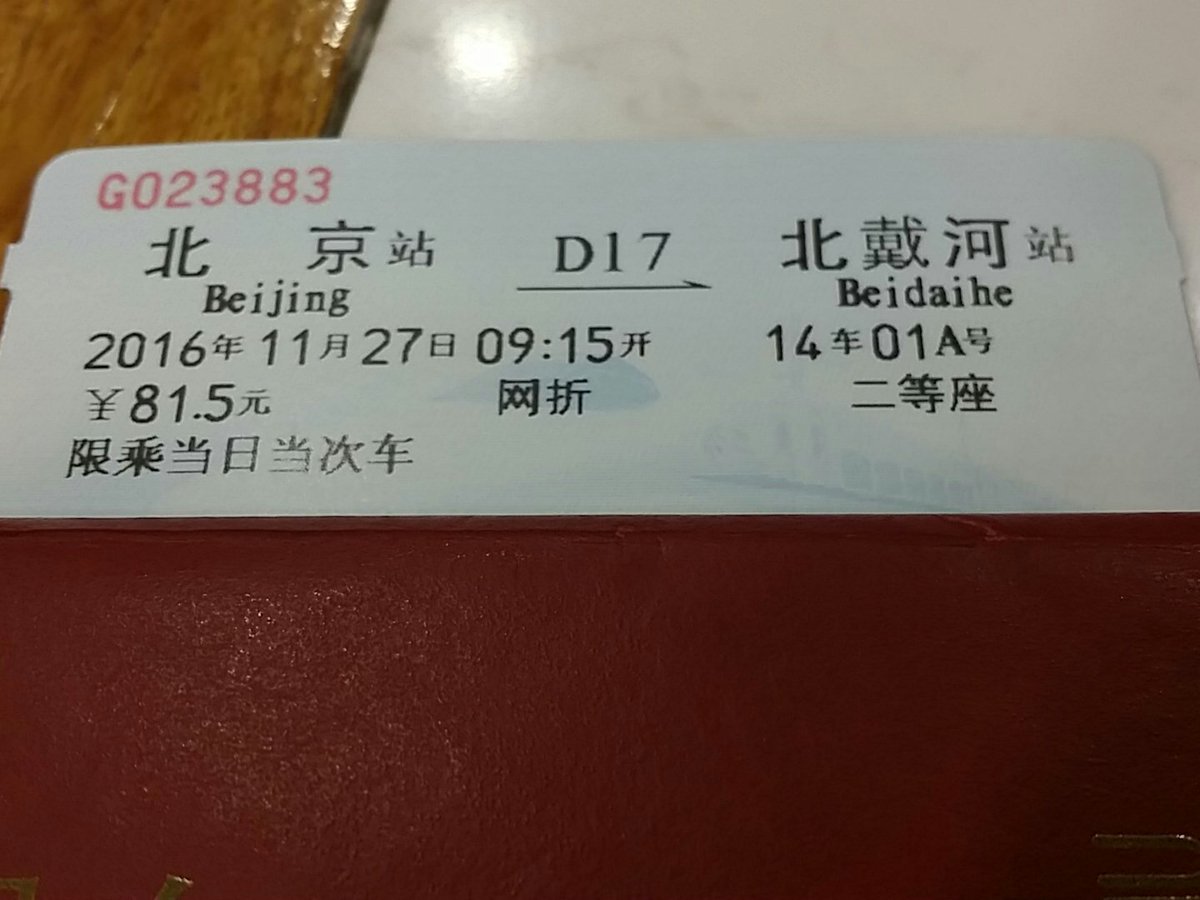 G023883
北京站 D17 北戴河站
Beijing Beidaihe
2016年11月27日 09:15开 14车01A号
¥81.5元 网折 二等座
限乘当日当次车